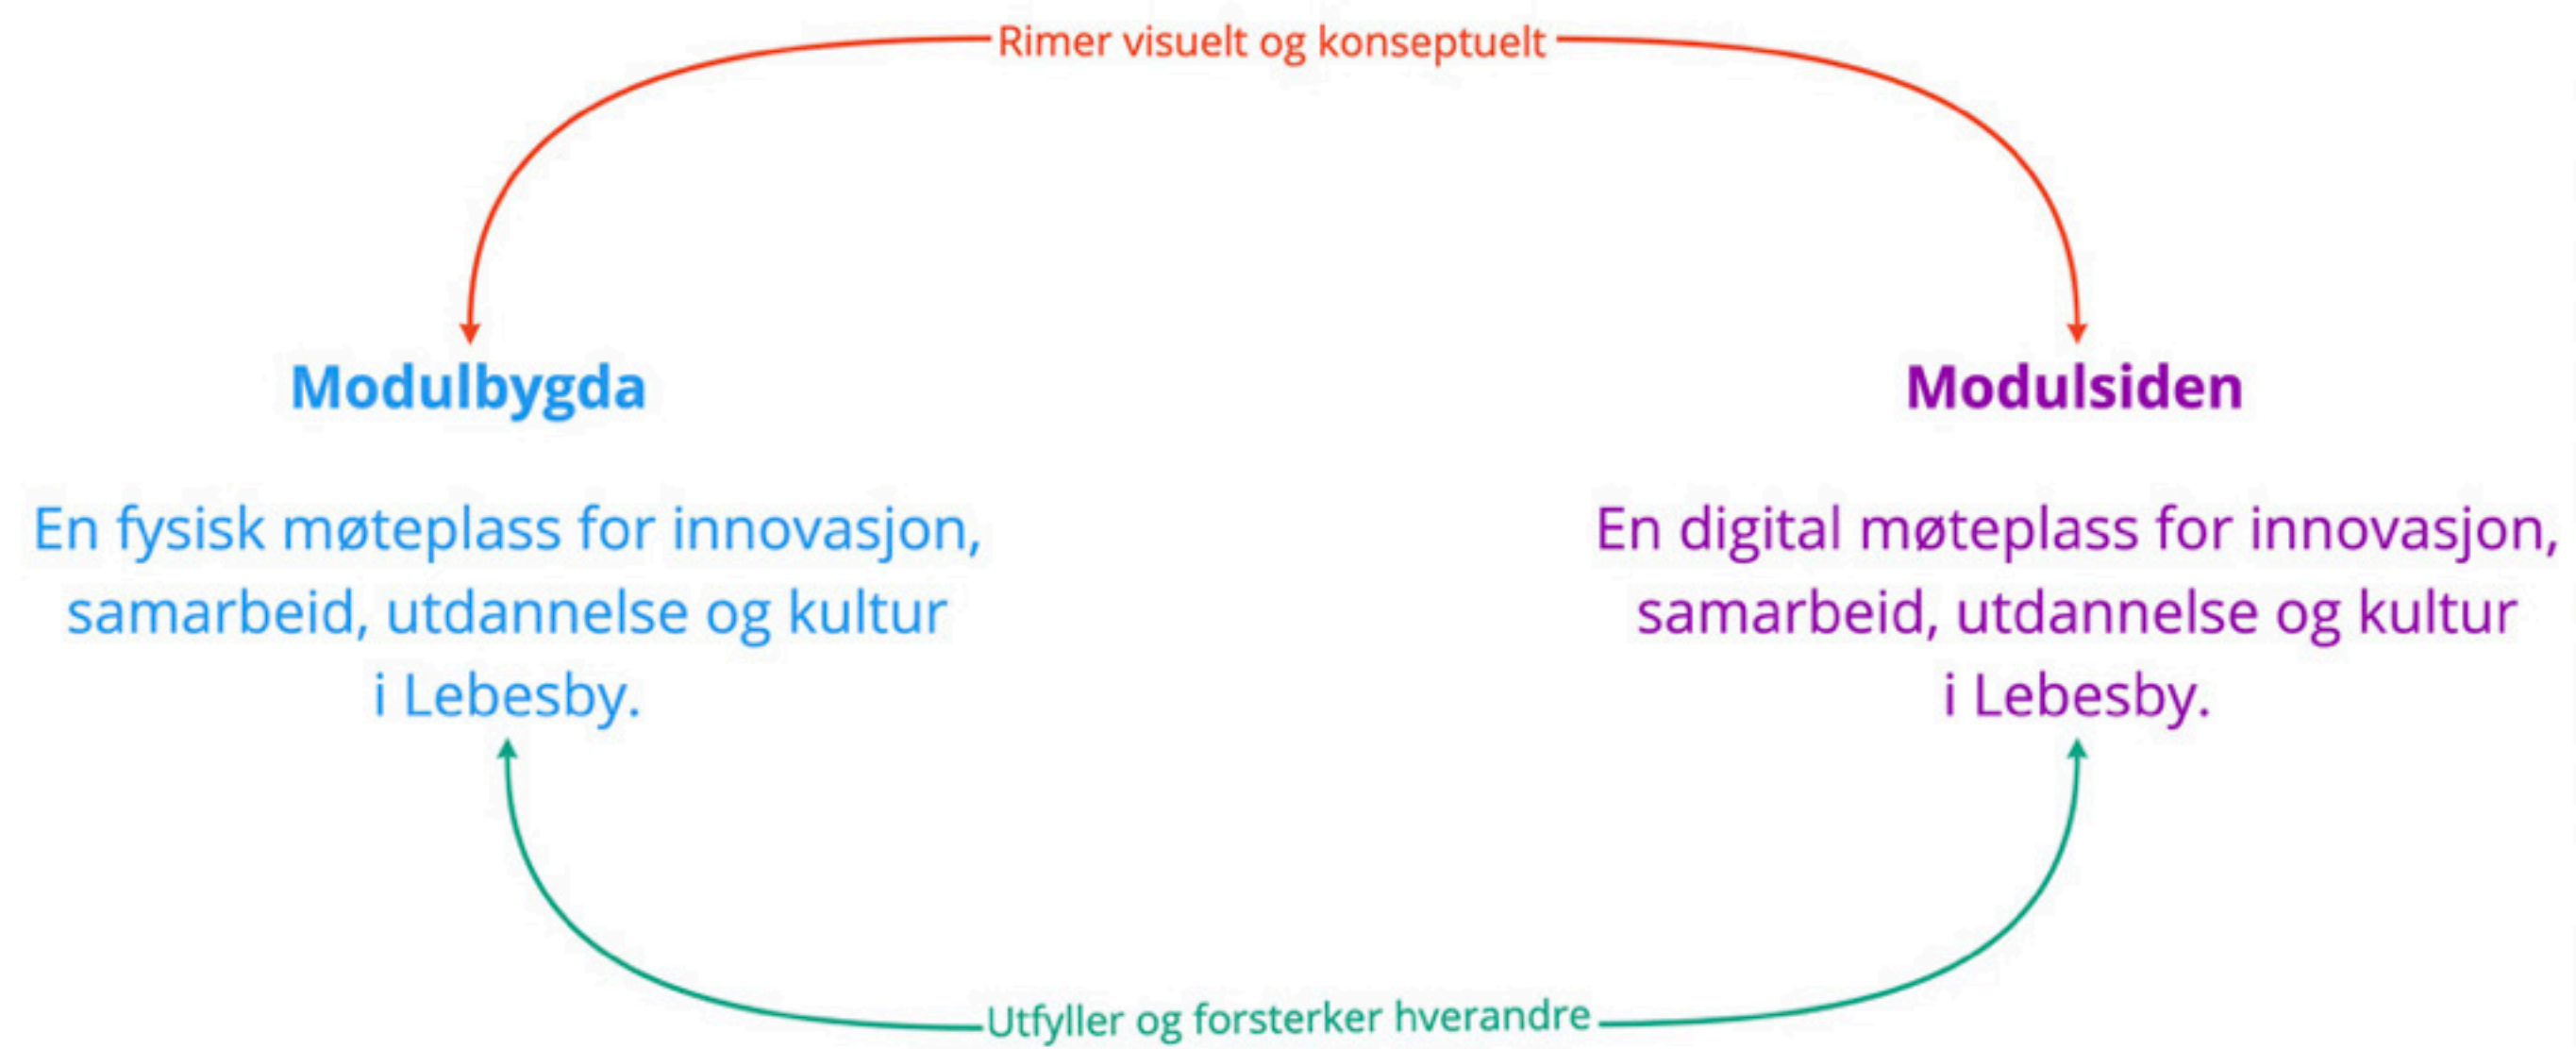 Rimer visuelt og konseptuelt
Modulbygda
En fysisk møteplass for innovasjon,
samarbeid, utdannelse og kultur
i Lebesby.
Modulsiden
En digital møteplass for innovasjon,
samarbeid, utdannelse og kultur
i Lebesby.
Utfyller og forsterker hverandre